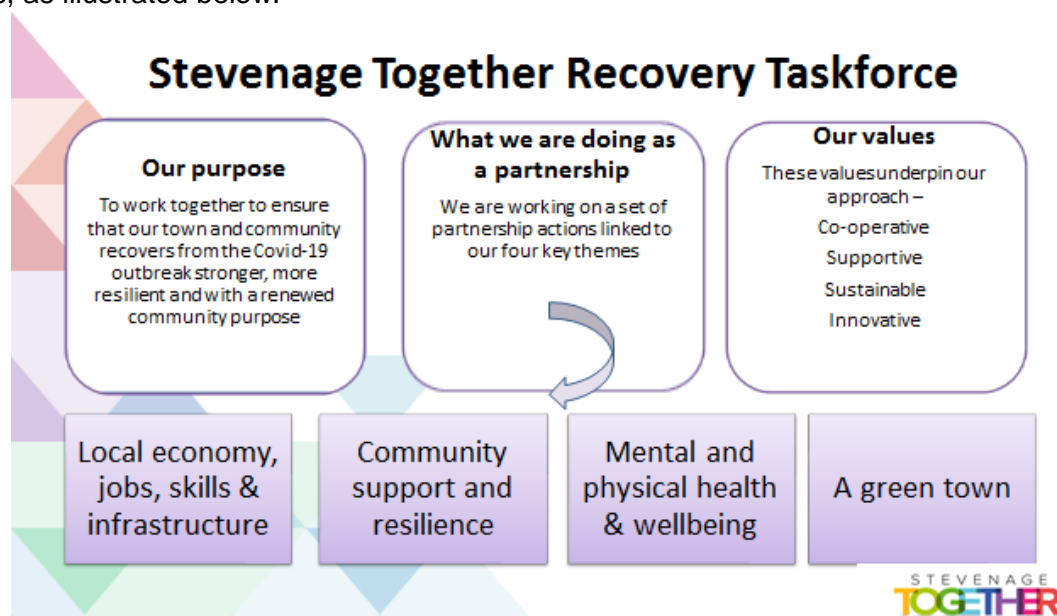 , as illustrated below.
Stevenage Together Recovery Taskforce
Our purpose
To work together to ensure
that our town and community
recovers from the Covid-19
outbreak stronger, more
resilient and with a renewed
community purpose
What we are doing as
a partnership
We are working on a set of
partnership actions linked to
our four key themes
Our values
These values underpin our
approach –
Co-operative
Supportive
Sustainable
Innovative
Local economy,
jobs, skills &
infrastructure
Community
support and
resilience
Mental and
physical health
& wellbeing
A green town
STEVENAGE
TOGETHER